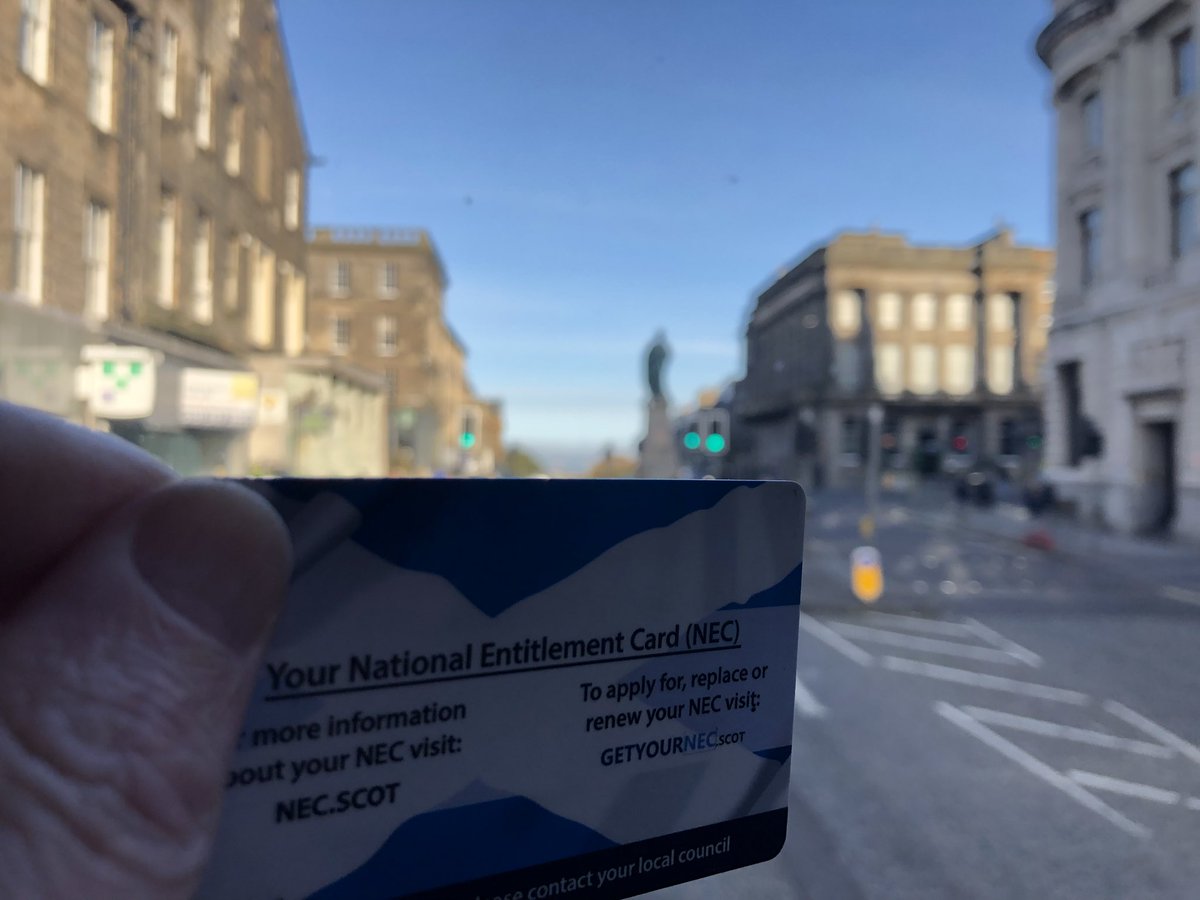 Your National Entitlement Card (NEC)
more information
bout your NEC visit:
NEC.SCOT
To apply for, replace or
renew your NEC visit:
GETYOURNEC.SCOT
contact your local council